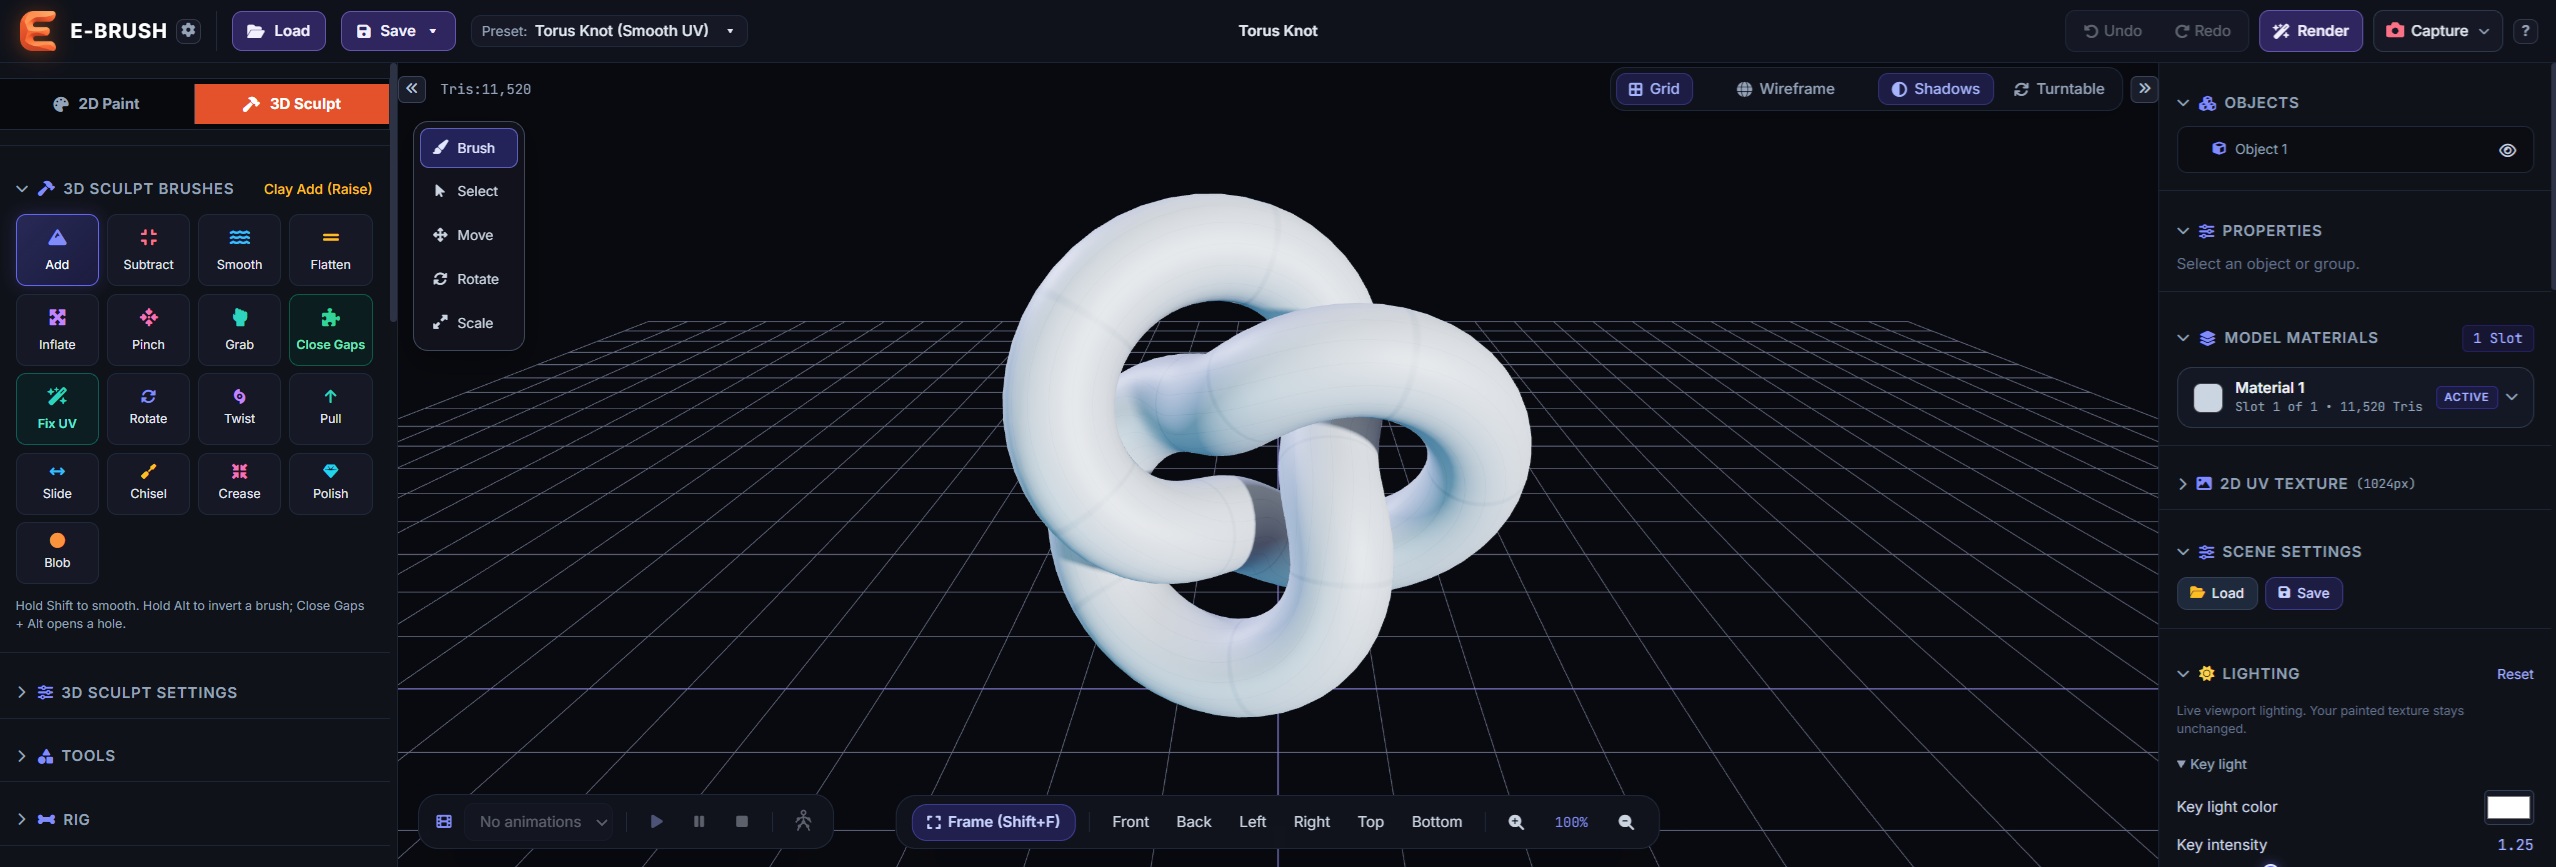 E-BRUSH
Load
Save
Preset: Torus Knot (Smooth UV)
Torus Knot
Undo
Redo
Render
Capture
?
2D Paint
3D Sculpt
3D SCULPT BRUSHES
Clay Add (Raise)
Add
Subtract
Smooth
Flatten
Inflate
Pinch
Grab
Close Gaps
Fix UV
Rotate
Twist
Pull
Slide
Chisel
Crease
Polish
Blob
Hold Shift to smooth. Hold Alt to invert a brush; Close Gaps
+ Alt opens a hole.
3D SCULPT SETTINGS
TOOLS
RIG
Tris:11,520
Brush
Select
Move
Rotate
Scale
Grid
Wireframe
Shadows
Turntable
No animations
Frame (Shift+F)
Front
Back
Left
Right
Top
Bottom
100%
OBJECTS
Object 1
PROPERTIES
Select an object or group.
MODEL MATERIALS
1 Slot
Material 1
Slot 1 of 1 • 11,520 Tris
ACTIVE
2D UV TEXTURE (1024px)
SCENE SETTINGS
Load
Save
LIGHTING
Reset
Live viewport lighting. Your painted texture stays
unchanged.
Key light
Key light color
Key intensity
1.25